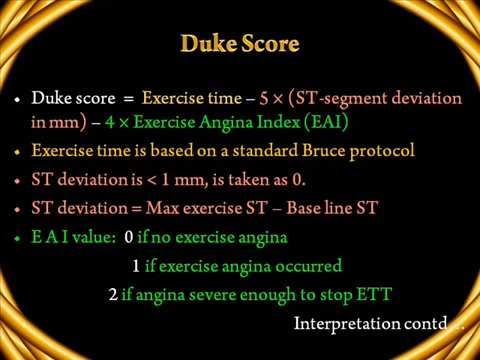 Duke Score
• Duke score = Exercise time – 5 × (ST-segment deviation
in mm) – 4 × Exercise Angina Index (EAI)
• Exercise time is based on a standard Bruce protocol
• ST deviation is < 1 mm, is taken as 0.
• ST deviation = Max exercise ST – Base line ST
• E A I value: 0 if no exercise angina
1 if exercise angina occurred
2 if angina severe enough to stop ETT
Interpretation contd...